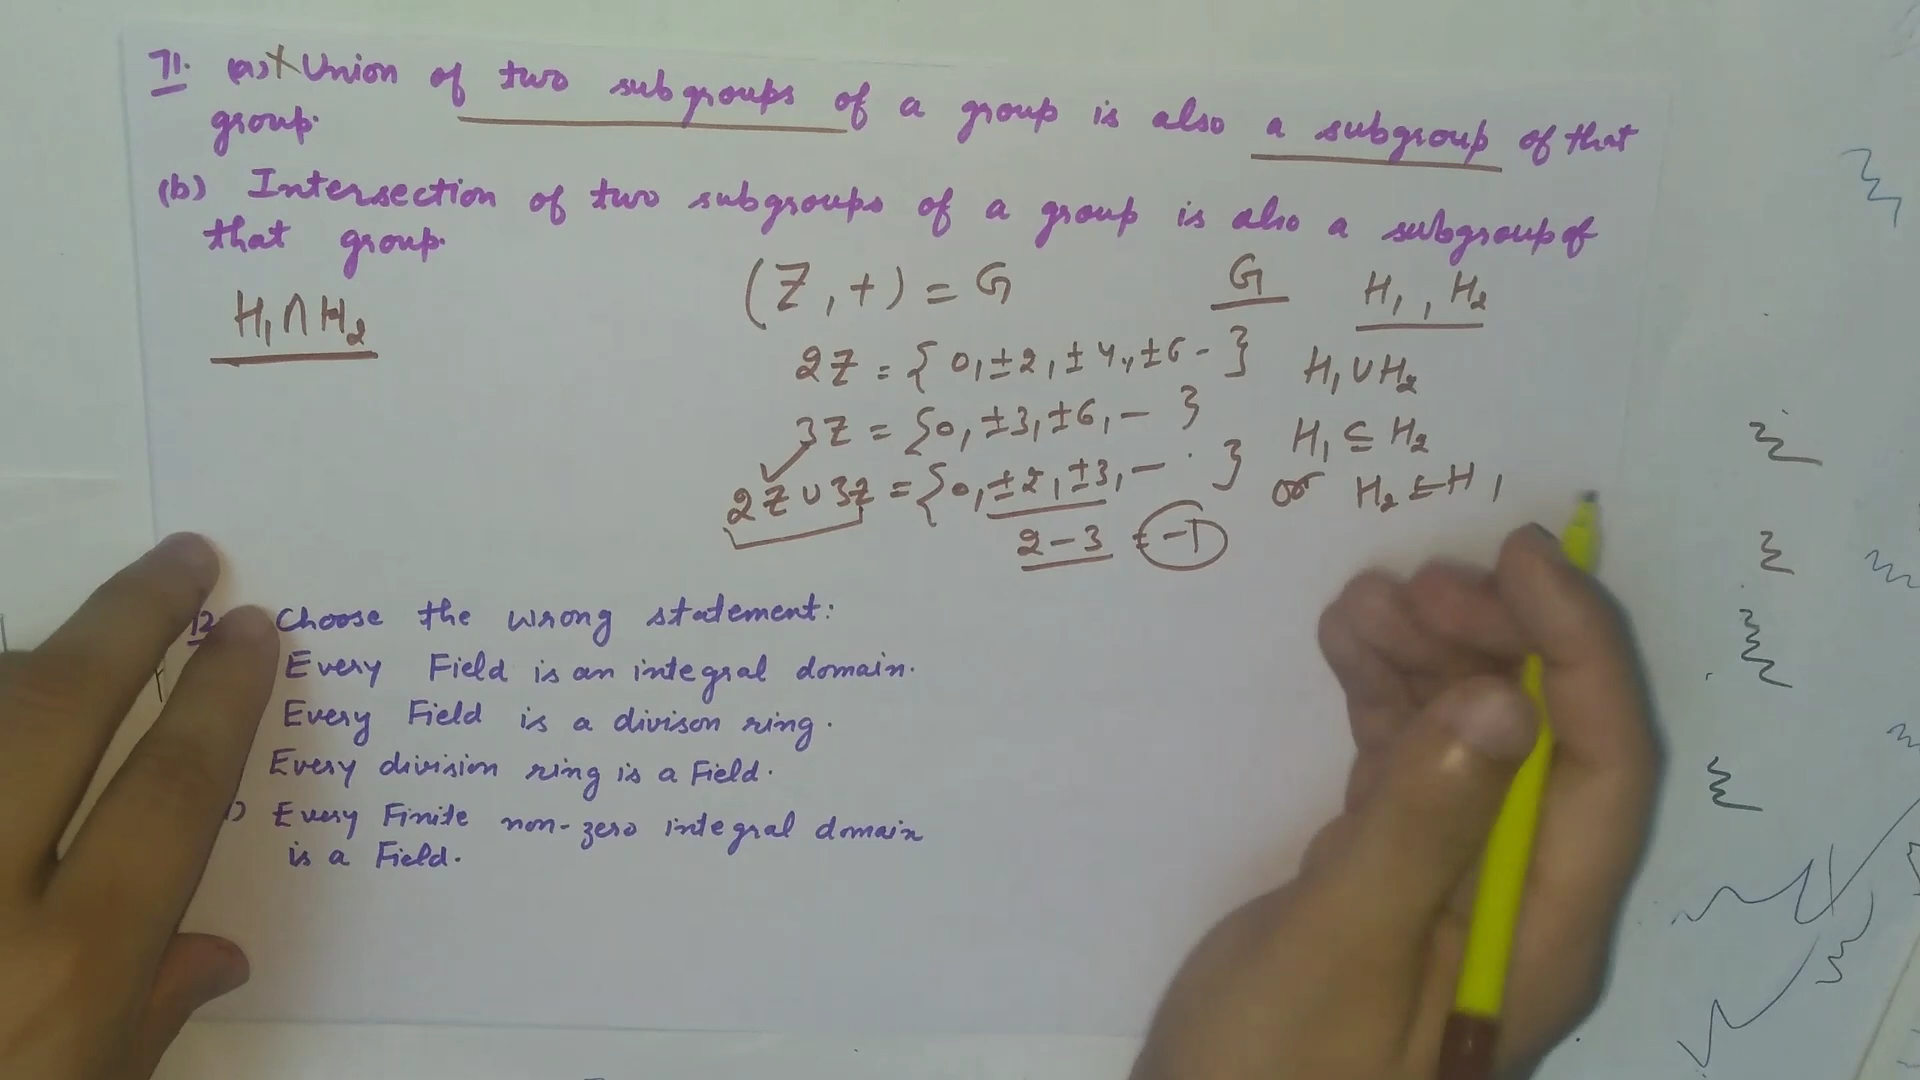 71. (a) Union of two subgroups of a group is also a subgroup of that
group.
(b) Intersection of two subgroups of a group is also a subgroup of
that group.
H₁∩H₂
(Z,+) = G
2Z = {0,±2,±4,,±6- }
3Z = {0,±3,±6,— }
2Z∪3Z = {0,±2,±3,— · }
2-3 = -1
G H₁,H₂
H₁∪H₂
H₁⊆H₂
or H₂⊆H₁
Choose the wrong statement:
Every Field is an integral domain.
Every Field is a divison ring.
Every division ring is a Field.
) Every Finite non-zero integral domain
is a Field.